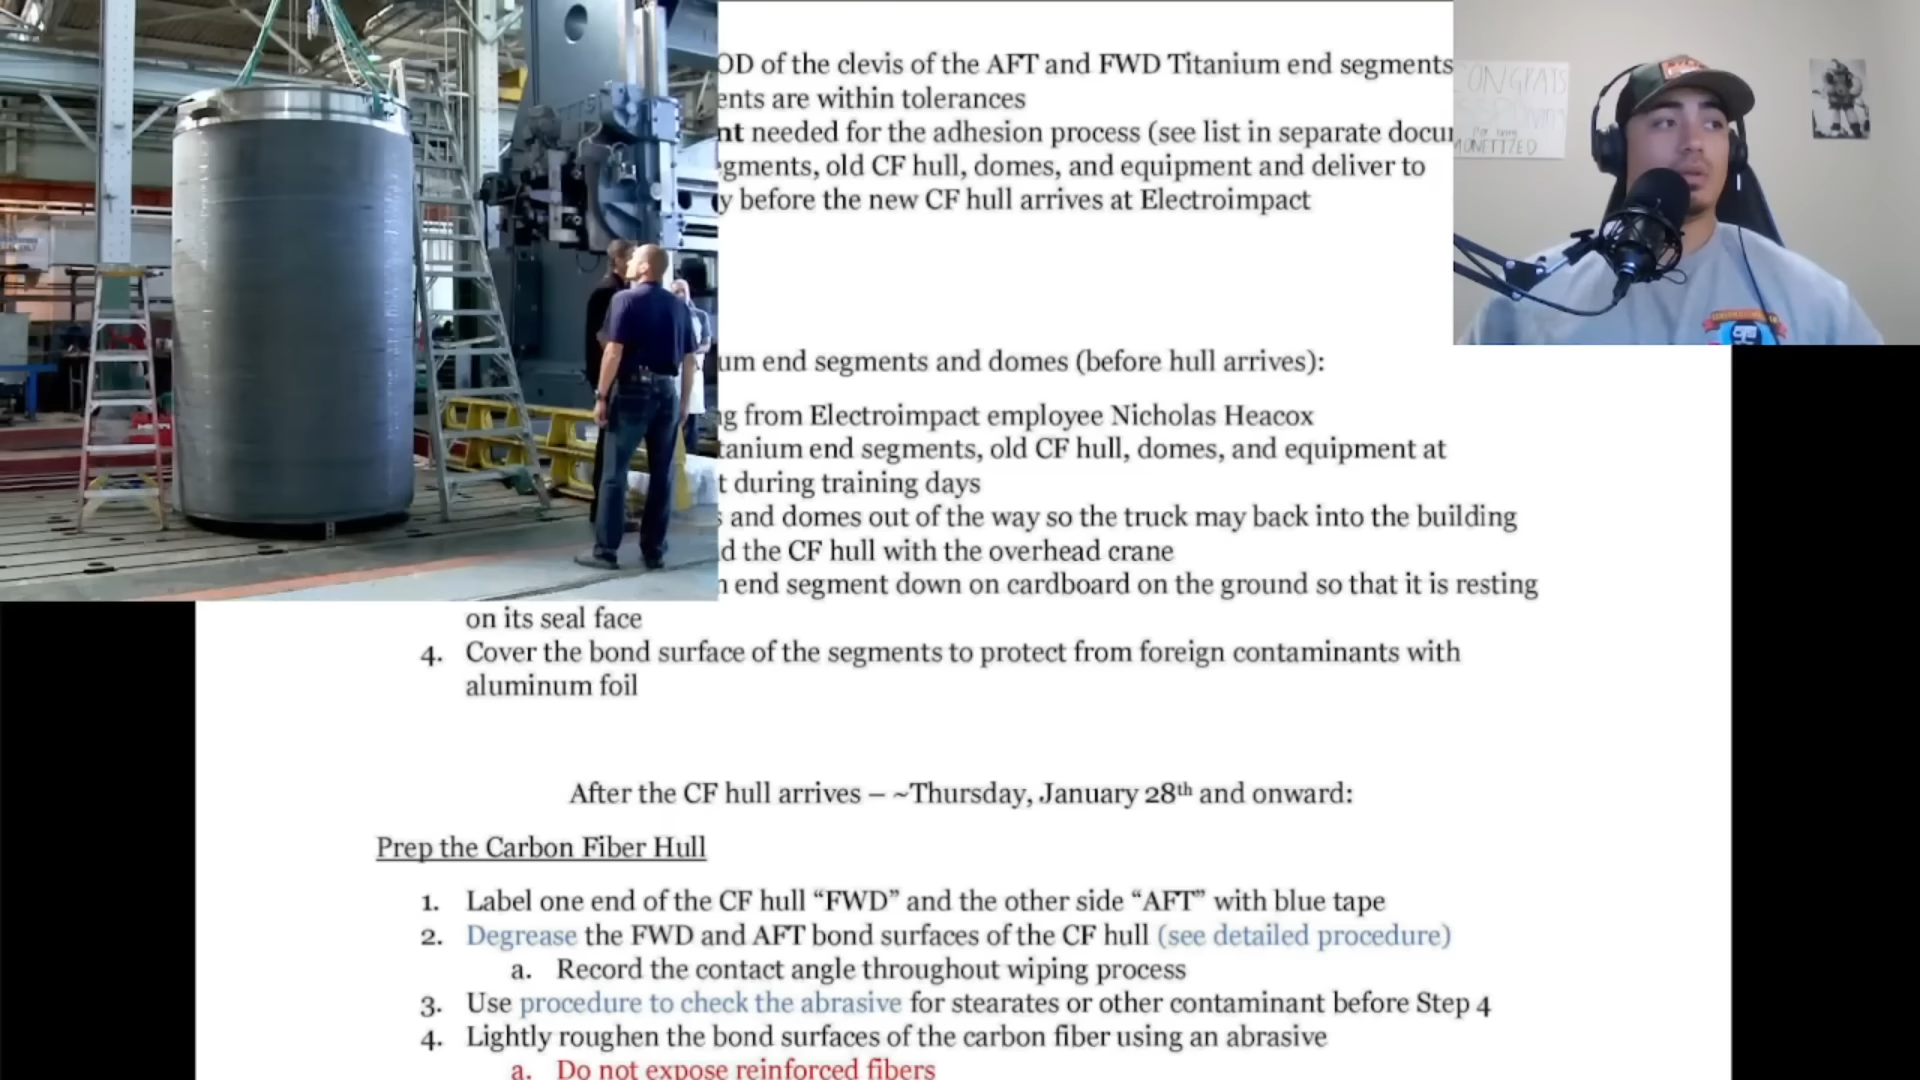 OD of the clevis of the AFT and FWD Titanium end segments
ents are within tolerances
nt needed for the adhesion process (see list in separate docu
egments, old CF hull, domes, and equipment and deliver to
y before the new CF hull arrives at Electroimpact
um end segments and domes (before hull arrives):
ng from Electroimpact employee Nicholas Heacox
tanium end segments, old CF hull, domes, and equipment at
t during training days
s and domes out of the way so the truck may back into the building
d the CF hull with the overhead crane
end segment down on cardboard on the ground so that it is resting
on its seal face
4. Cover the bond surface of the segments to protect from foreign contaminants with
aluminum foil
After the CF hull arrives – ~Thursday, January 28th and onward:
Prep the Carbon Fiber Hull
1. Label one end of the CF hull “FWD” and the other side “AFT” with blue tape
2. Degrease the FWD and AFT bond surfaces of the CF hull (see detailed procedure)
a. Record the contact angle throughout wiping process
3. Use procedure to check the abrasive for stearates or other contaminant before Step 4
4. Lightly roughen the bond surfaces of the carbon fiber using an abrasive
a. Do not expose reinforced fibers
CONGRATS
MONETIZED